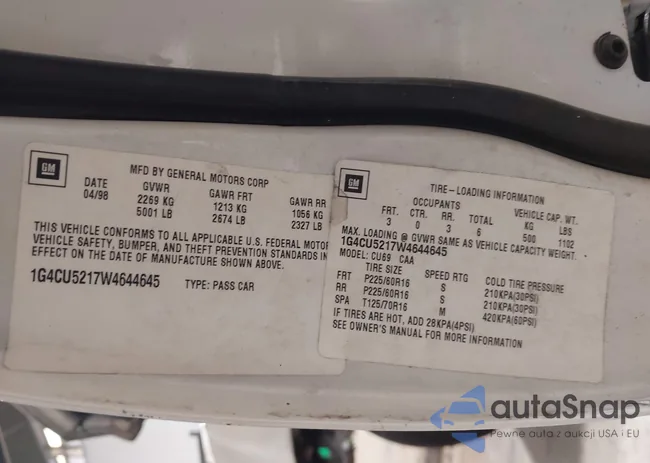 GM
MFD BY GENERAL MOTORS CORP
DATE GVWR GAWR FRT GAWR RR
04/98 2269 KG 1213 KG 1056 KG
5001 LB 2674 LB 2327 LB
THIS VEHICLE CONFORMS TO ALL APPLICABLE U.S. FEDERAL MOTOR
VEHICLE SAFETY, BUMPER, AND THEFT PREVENTION STANDARDS IN
EFFECT ON THE DATE OF MANUFACTURE SHOWN ABOVE.
1G4CU5217W4644645 TYPE: PASS CAR
GM
TIRE-LOADING INFORMATION
OCCUPANTS VEHICLE CAP. WT.
FRT. CTR. RR. TOTAL KG LBS
3 0 3 6 500 1102
MAX. LOADING @ GVWR SAME AS VEHICLE CAPACITY WEIGHT.
1G4CU5217W4644645
MODEL: CU69 CAA
TIRE SIZE SPEED RTG COLD TIRE PRESSURE
FRT P225/60R16 S 210KPA(30PSI)
RR P225/60R16 S 210KPA(30PSI)
SPA T125/70R16 M 420KPA(60PSI)
IF TIRES ARE HOT, ADD 28KPA(4PSI)
SEE OWNER'S MANUAL FOR MORE INFORMATION
autaSnap
Pewne auta z aukcji USA i EU